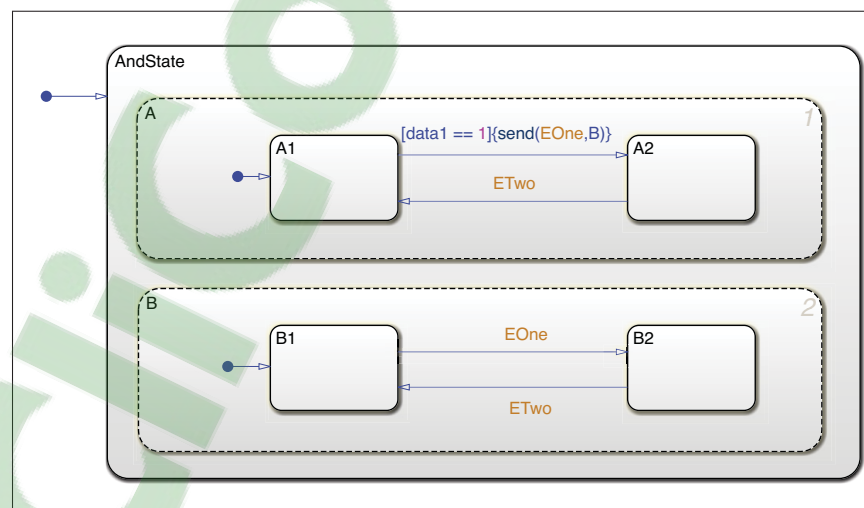 AndState
A
1
A1
[data1 == 1]{send(EOne,B)}
A2
ETwo
B
2
B1
EOne
B2
ETwo